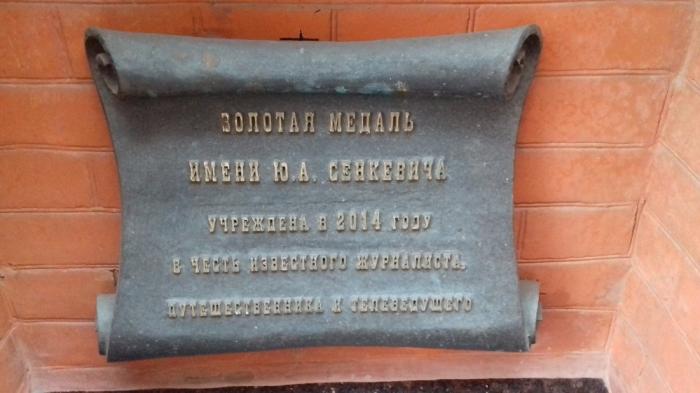 ЗОЛОТАЯ МЕДАЛЬ
ИМЕНИ Ю.А. СЕНКЕВИЧА
УЧРЕЖДЕНА В 2014 ГОДУ
В ЧЕСТЬ ИЗВЕСТНОГО ЖУРНАЛИСТА,
ПУТЕШЕСТВЕННИКА И ТЕЛЕВЕДУЩЕГО